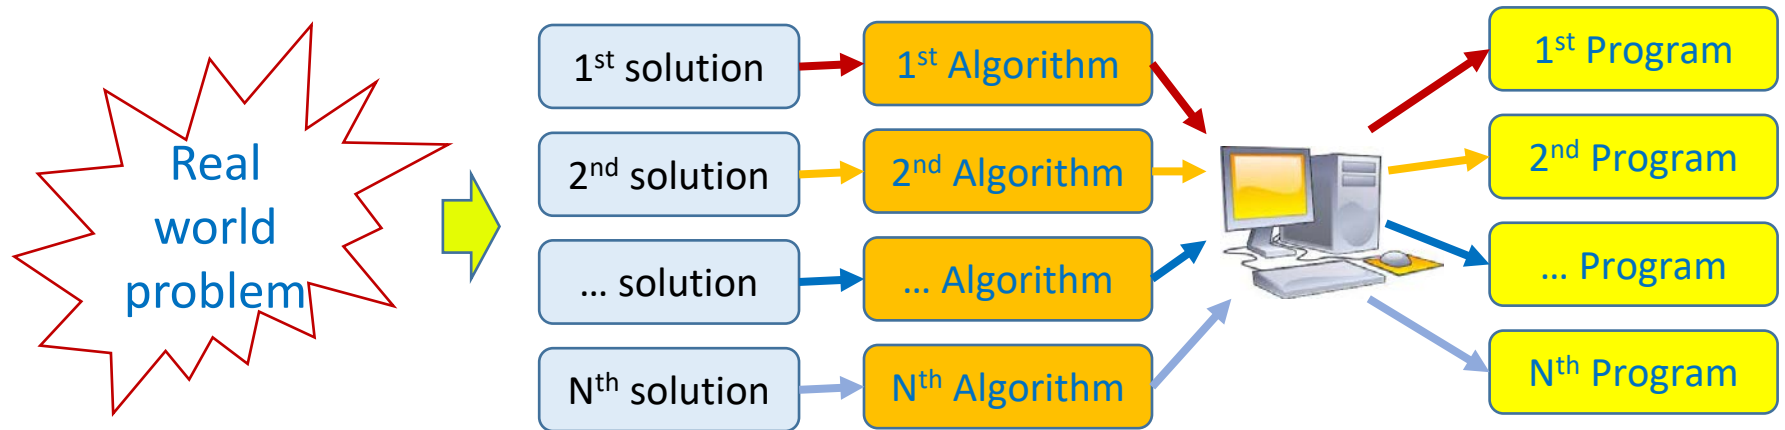 Real
world
problem
1st solution
2nd solution
... solution
Nth solution
1st Algorithm
2nd Algorithm
... Algorithm
Nth Algorithm
1st Program
2nd Program
... Program
Nth Program